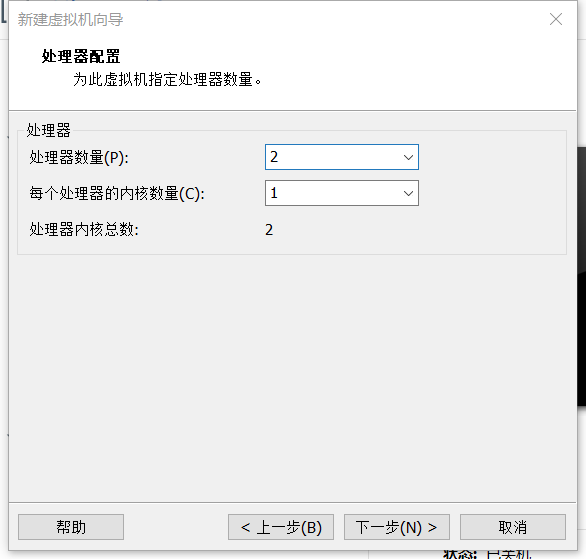 新建虚拟机向导
处理器配置
为此虚拟机指定处理器数量。
处理器
处理器数量(P):
2
每个处理器的内核数量(C):
1
处理器内核总数:
2
帮助
< 上一步(B)
下一步(N) >
取消
状态: 已关机